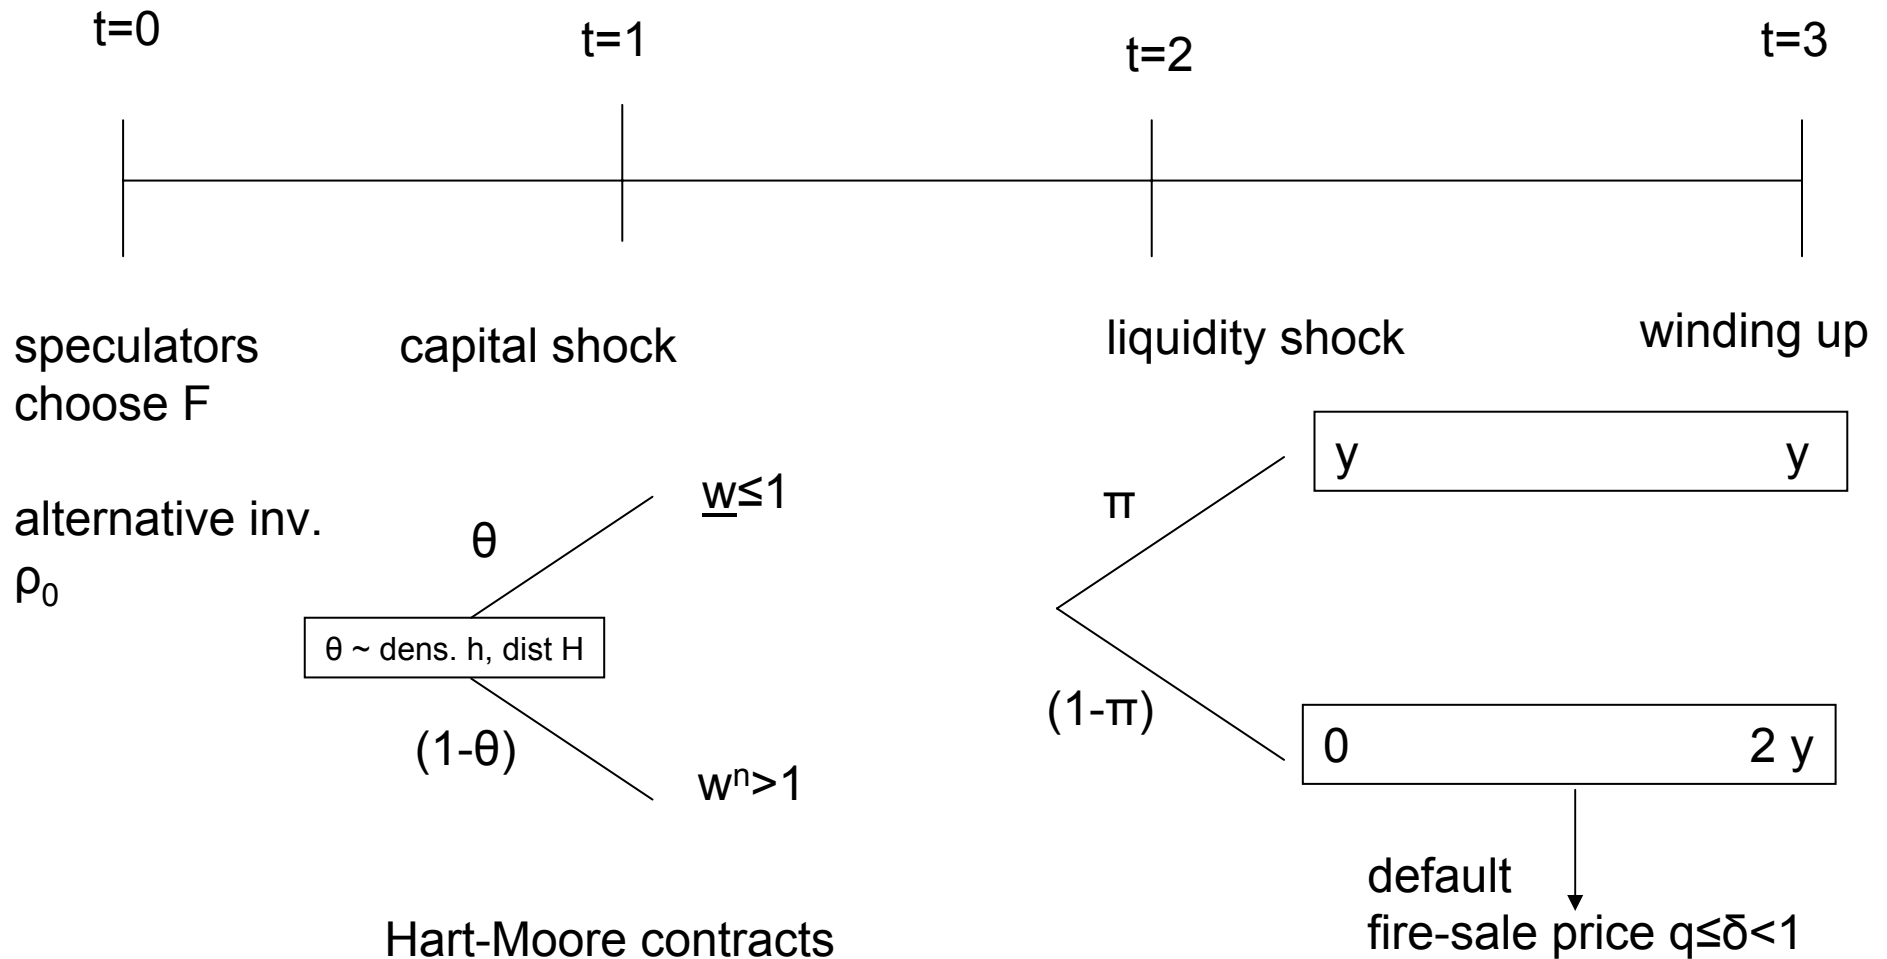 t=0
t=1
t=2
t=3
speculators
choose F
alternative inv.
ρ₀
capital shock
θ
w≤1
θ ~ dens. h, dist H
(1-θ)
wⁿ>1
Hart-Moore contracts
liquidity shock
π
(1-π)
winding up
y y
0 2 y
default
fire-sale price q≤δ<1